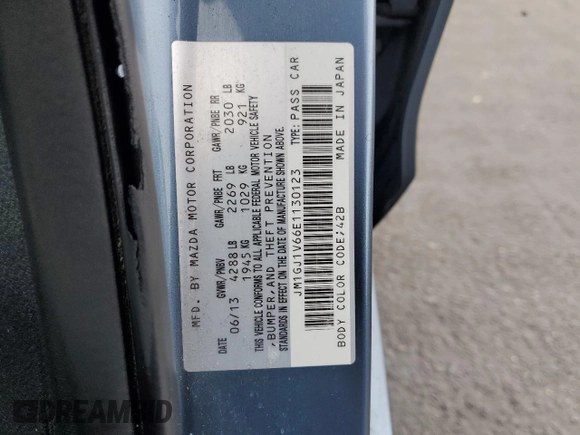 MFD. BY MAZDA MOTOR CORPORATION
DATE GVWR/PNBV GAWR/PNBE FRT GAWR/PNBE RR
06/13 4288 LB 2269 LB 2030 LB
1945 KG 1029 KG 921 KG
THIS VEHICLE CONFORMS TO ALL APPLICABLE FEDERAL MOTOR VEHICLE SAFETY
,BUMPER,AND THEFT PREVENTION
STANDARDS IN EFFECT ON THE DATE OF MANUFACTURE SHOWN ABOVE.
JM1GJ1V66E1130123 TYPE: PASS CAR
BODY COLOR CODE;42B MADE IN JAPAN
DREAMBID